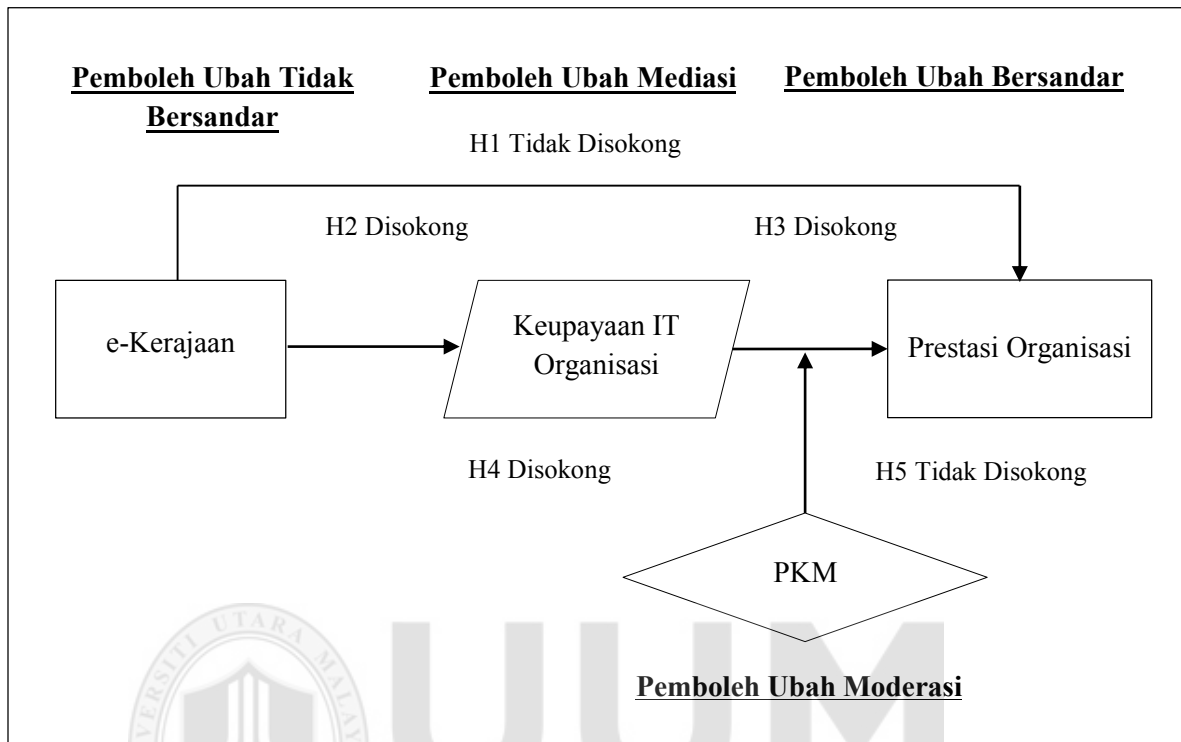 Pemboleh Ubah Tidak
Bersandar
Pemboleh Ubah Mediasi
Pemboleh Ubah Bersandar
H1 Tidak Disokong
H2 Disokong
H3 Disokong
e-Kerajaan
Keupayaan IT
Organisasi
Prestasi Organisasi
H4 Disokong
H5 Tidak Disokong
PKM
Pemboleh Ubah Moderasi
UUM